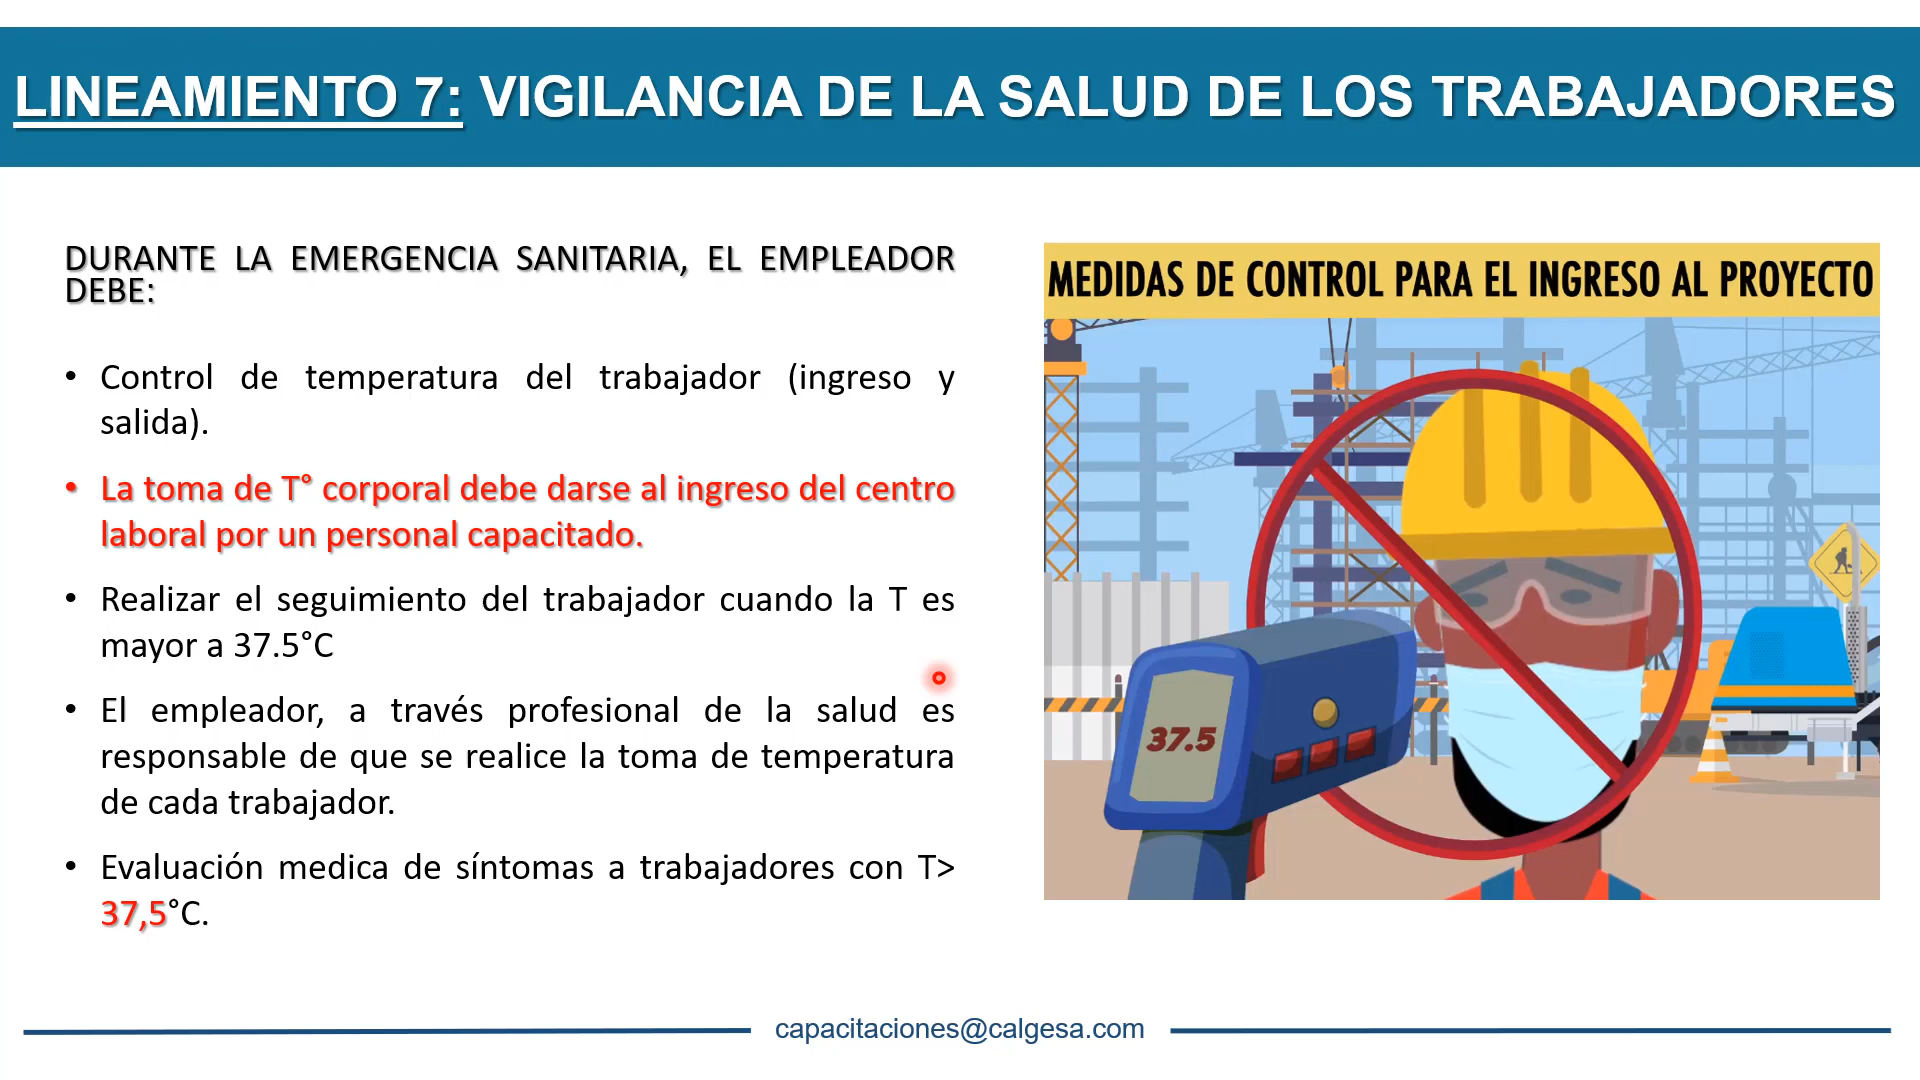 LINEAMIENTO 7: VIGILANCIA DE LA SALUD DE LOS TRABAJADORES
DURANTE LA EMERGENCIA SANITARIA, EL EMPLEADOR
DEBE:
• Control de temperatura del trabajador (ingreso y
salida).
• La toma de T° corporal debe darse al ingreso del centro
laboral por un personal capacitado.
• Realizar el seguimiento del trabajador cuando la T es
mayor a 37.5°C
• El empleador, a través profesional de la salud es
responsable de que se realice la toma de temperatura
de cada trabajador.
• Evaluación medica de síntomas a trabajadores con T>
37,5°C.
MEDIDAS DE CONTROL PARA EL INGRESO AL PROYECTO
37.5
capacitaciones@calgesa.com